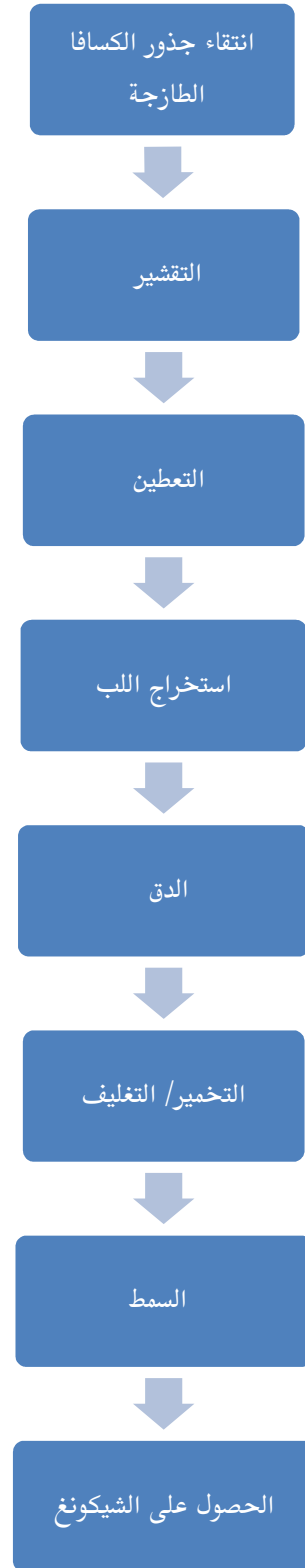 انتقاء جذور الكسافا
الطازجة
التقشير
التعطين
استخراج اللب
الدق
التخمير/ التغليف
السمط
الحصول على الشيكونغ